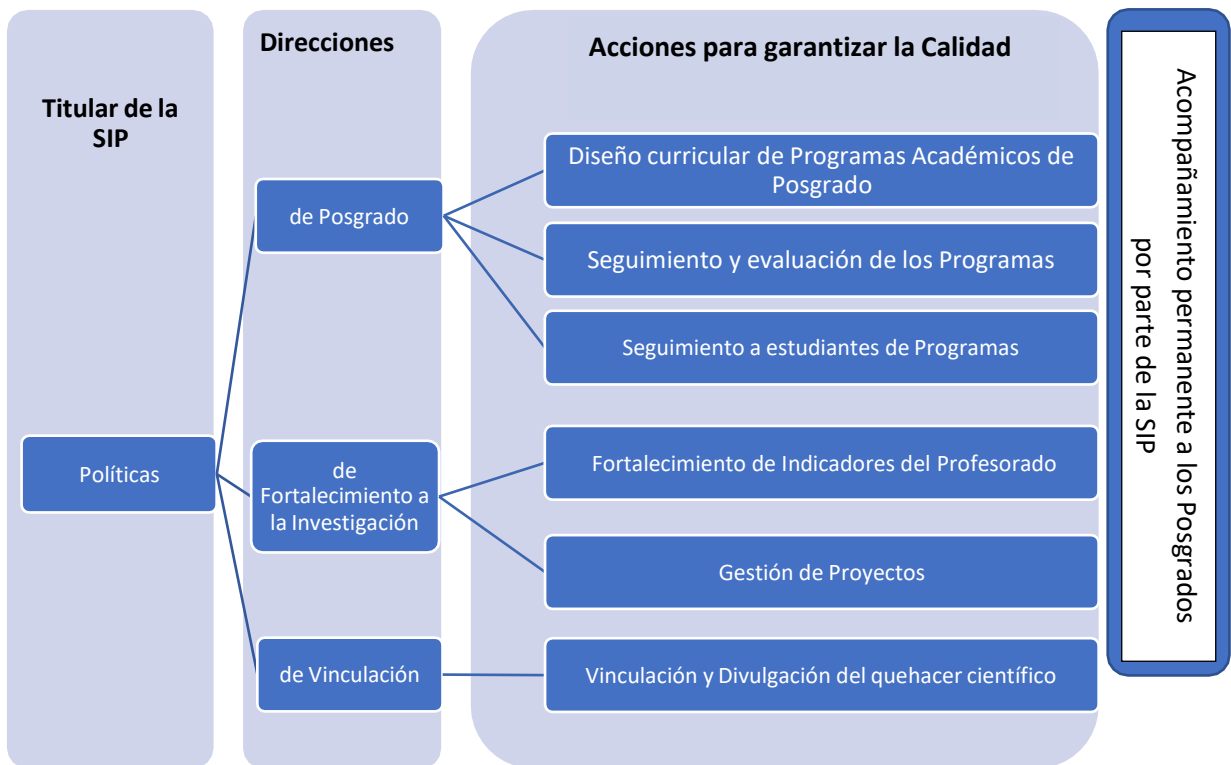 Titular de la
SIP
Políticas
Direcciones
de Posgrado
de
Fortalecimiento a
la Investigación
de Vinculación
Acciones para garantizar la Calidad
Diseño curricular de Programas Académicos de
Posgrado
Seguimiento y evaluación de los Programas
Seguimiento a estudiantes de Programas
Fortalecimiento de Indicadores del Profesorado
Gestión de Proyectos
Vinculación y Divulgación del quehacer científico
Acompañamiento permanente a los Posgrados
por parte de la SIP